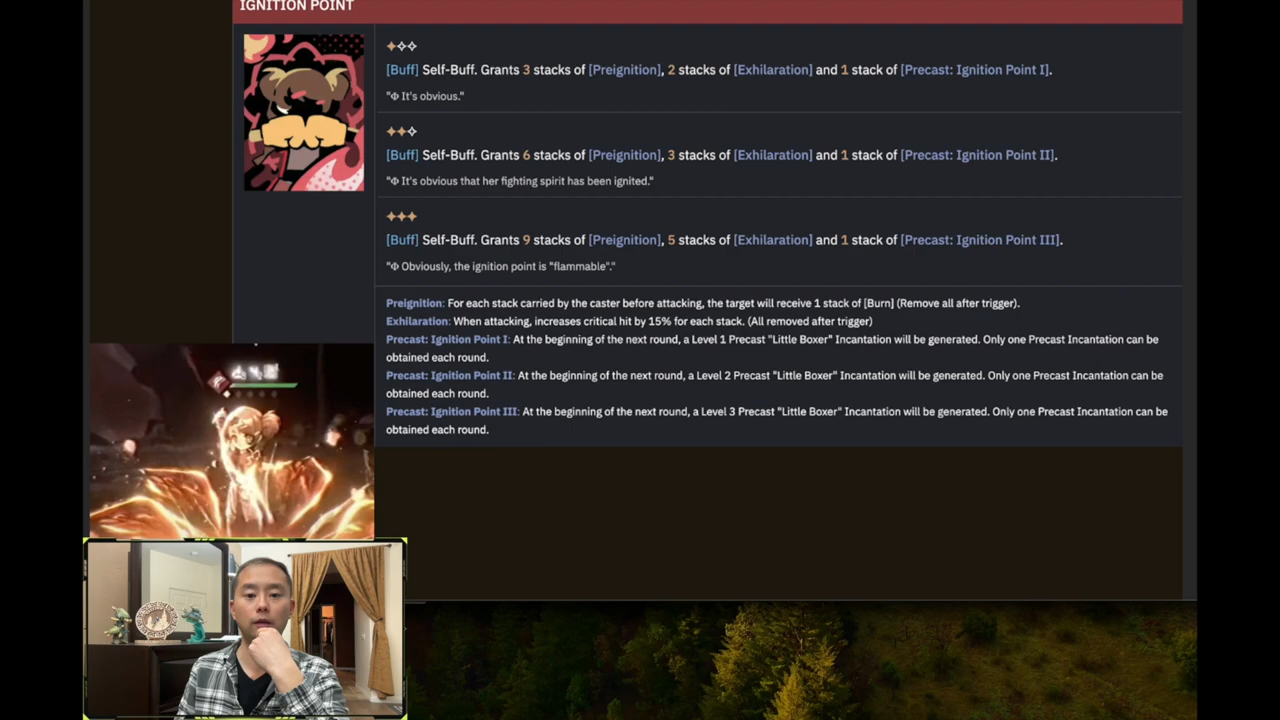 IGNITION POINT
[Buff] Self-Buff. Grants 3 stacks of [Preignition], 2 stacks of [Exhilaration] and 1 stack of [Precast: Ignition Point I].
"Φ It's obvious."
[Buff] Self-Buff. Grants 6 stacks of [Preignition], 3 stacks of [Exhilaration] and 1 stack of [Precast: Ignition Point II].
"Φ It's obvious that her fighting spirit has been ignited."
[Buff] Self-Buff. Grants 9 stacks of [Preignition], 5 stacks of [Exhilaration] and 1 stack of [Precast: Ignition Point III].
"Φ Obviously, the ignition point is "flammable"."
Preignition: For each stack carried by the caster before attacking, the target will receive 1 stack of [Burn] (Remove all after trigger).
Exhilaration: When attacking, increases critical hit by 15% for each stack. (All removed after trigger)
Precast: Ignition Point I: At the beginning of the next round, a Level 1 Precast "Little Boxer" Incantation will be generated. Only one Precast Incantation can be
obtained each round.
Precast: Ignition Point II: At the beginning of the next round, a Level 2 Precast "Little Boxer" Incantation will be generated. Only one Precast Incantation can be
obtained each round.
Precast: Ignition Point III: At the beginning of the next round, a Level 3 Precast "Little Boxer" Incantation will be generated. Only one Precast Incantation can be
obtained each round.